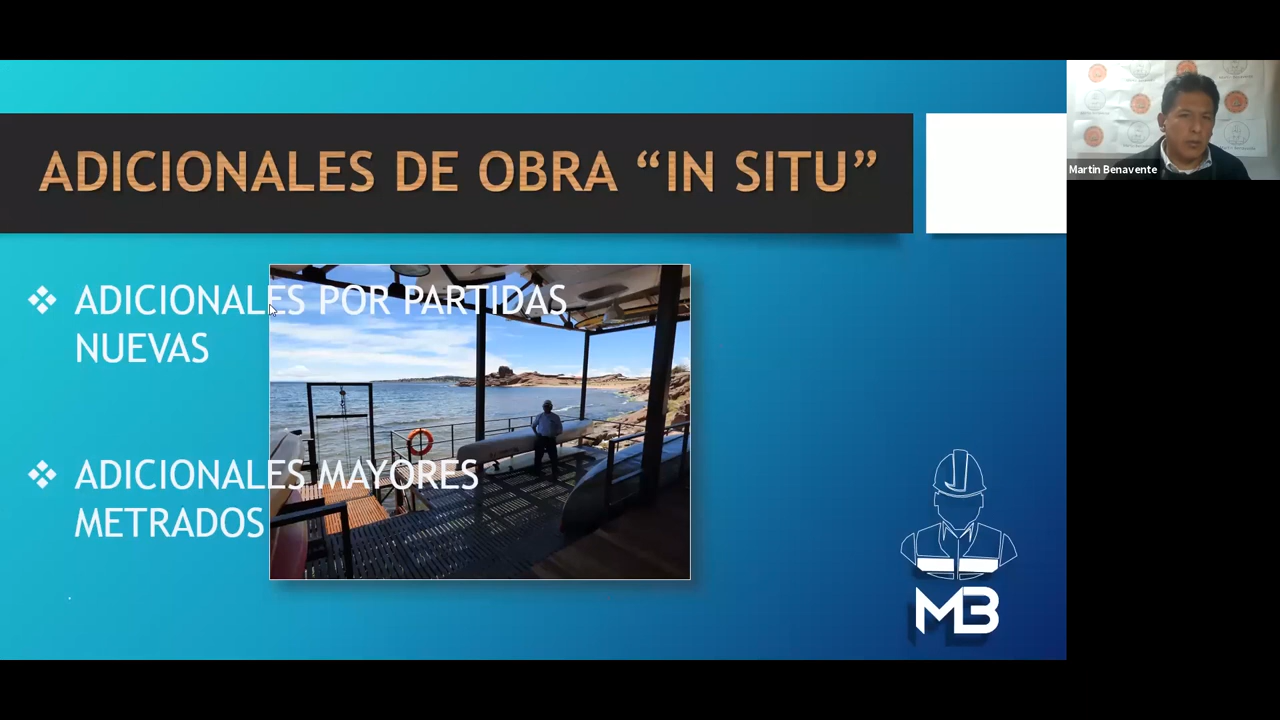 ADICIONALES DE OBRA “IN SITU”
Martin Benavente
❖ ADICIONALES POR PARTIDAS
NUEVAS
❖ ADICIONALES MAYORES
METRADOS
MB